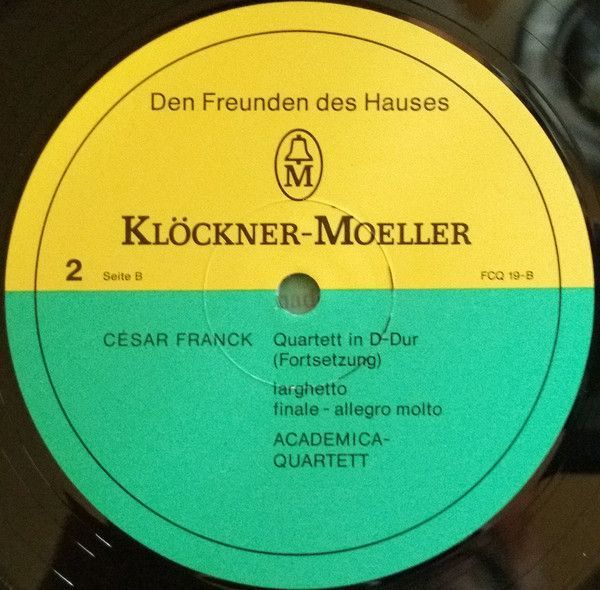 Den Freunden des Hauses
M
KLÖCKNER-MOELLER
2 Seite B FCQ 19-B
CÉSAR FRANCK Quartett in D-Dur
(Fortsetzung)
larghetto
finale - allegro molto
ACADEMICA-
QUARTETT